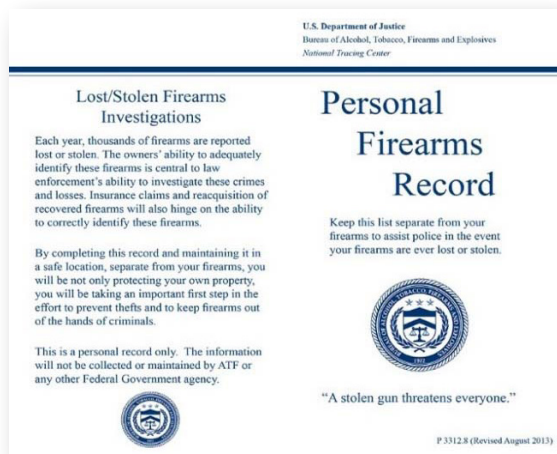 U.S. Department of Justice
Bureau of Alcohol, Tobacco, Firearms and Explosives
National Tracing Center
Lost/Stolen Firearms
Investigations
Each year, thousands of firearms are reported
lost or stolen. The owners' ability to adequately
identify these firearms is central to law
enforcement's ability to investigate these crimes
and losses. Insurance claims and reacquisition of
recovered firearms will also hinge on the ability
to correctly identify these firearms.
By completing this record and maintaining it in
a safe location, separate from your firearms, you
will be not only protecting your own property,
you will be taking an important first step in the
effort to prevent thefts and to keep firearms out
of the hands of criminals.
This is a personal record only. The information
will not be collected or maintained by ATF or
any other Federal Government agency.
Personal
Firearms
Record
Keep this list separate from your
firearms to assist police in the event
your firearms are ever lost or stolen.
BUREAU OF ALCOHOL, TOBACCO, FIREARMS AND EXPLOSIVES
"A stolen gun threatens everyone."
P 3312.8 (Revised August 2013)